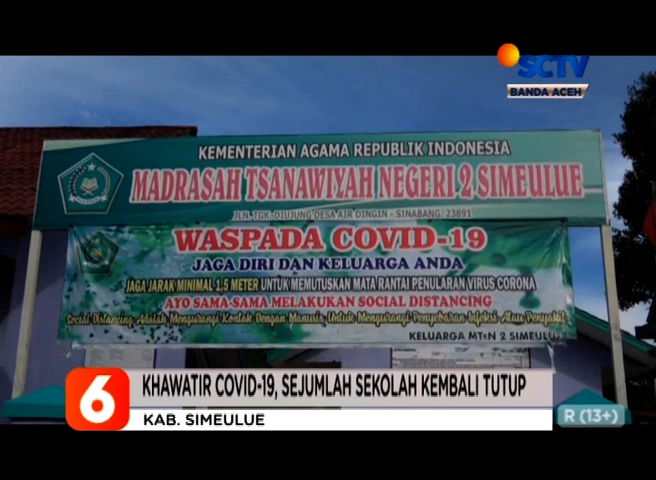 SCTV
BANDA ACEH
KEMENTERIAN AGAMA REPUBLIK INDONESIA
MADRASAH TSANAWIYAH NEGERI 2 SIMEULUE
JLN. TGK. DIUJUNG DESA AIR DINGIN - SINABANG 23891
WASPADA COVID-19
JAGA DIRI DAN KELUARGA ANDA
JAGA JARAK MINIMAL 1,5 METER UNTUK MEMUTUSKAN MATA RANTAI PENULARAN VIRUS CORONA
AYO SAMA-SAMA MELAKUKAN SOCIAL DISTANCING
Social Distancing Adalah Mengurangi Kontak Dengan Manusia Untuk Mengurangi Penyebaran Infeksi Atau Penyakit
KELUARGA MTsN 2 SIMEULUE
6
KHAWATIR COVID-19, SEJUMLAH SEKOLAH KEMBALI TUTUP
KAB. SIMEULUE
R (13+)